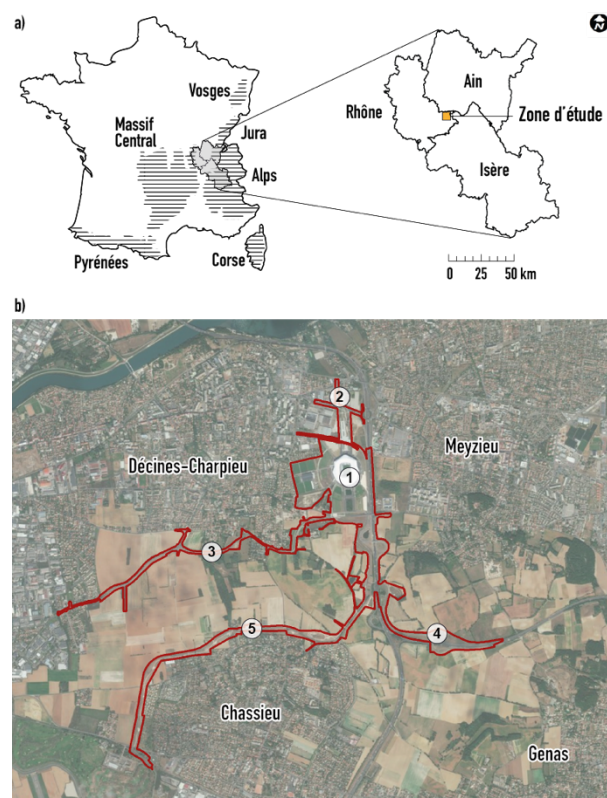 a)
N
Vosges
Massif
Central
Jura
Alps
Pyrénées
Corse
Ain
Rhône
Zone d'étude
Isère
0 25 50 km
b)
2
Meyzieu
Décines-Charpieu
1
3
5
4
Chassieu
Genas